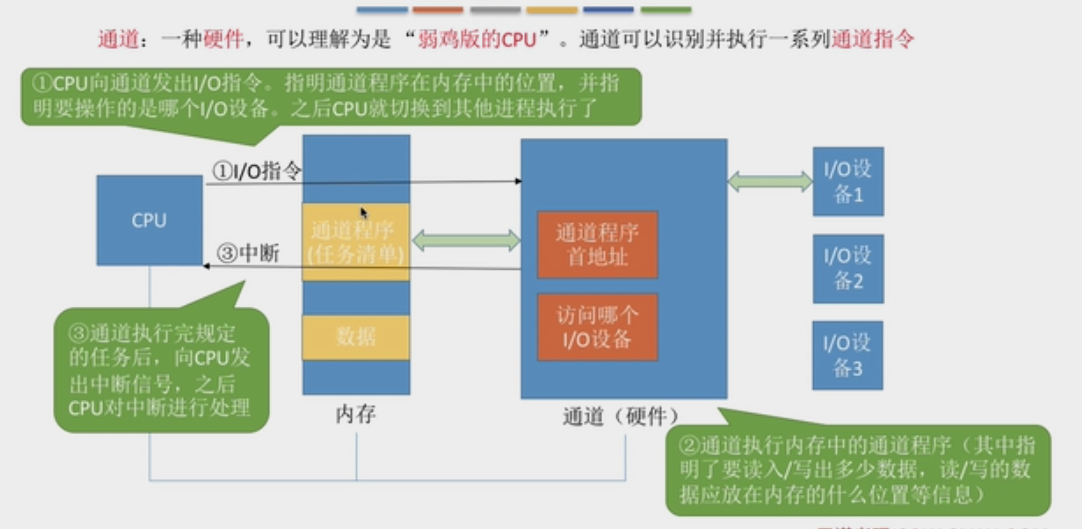 通道：一种硬件，可以理解为是“弱鸡版的CPU”。通道可以识别并执行一系列通道指令
①CPU向通道发出I/O指令。指明通道程序在内存中的位置，并指
明要操作的是哪个I/O设备。之后CPU就切换到其他进程执行了
①I/O指令
CPU
通道程序
(任务清单)
③中断
数据
内存
通道程序
首地址
访问哪个
I/O设备
通道（硬件）
I/O设
备1
I/O设
备2
I/O设
备3
③通道执行完规定
的任务后，向CPU发
出中断信号，之后
CPU对中断进行处理
②通道执行内存中的通道程序（其中指
明了要读入/写出多少数据，读/写的数
据应放在内存的什么位置等信息）